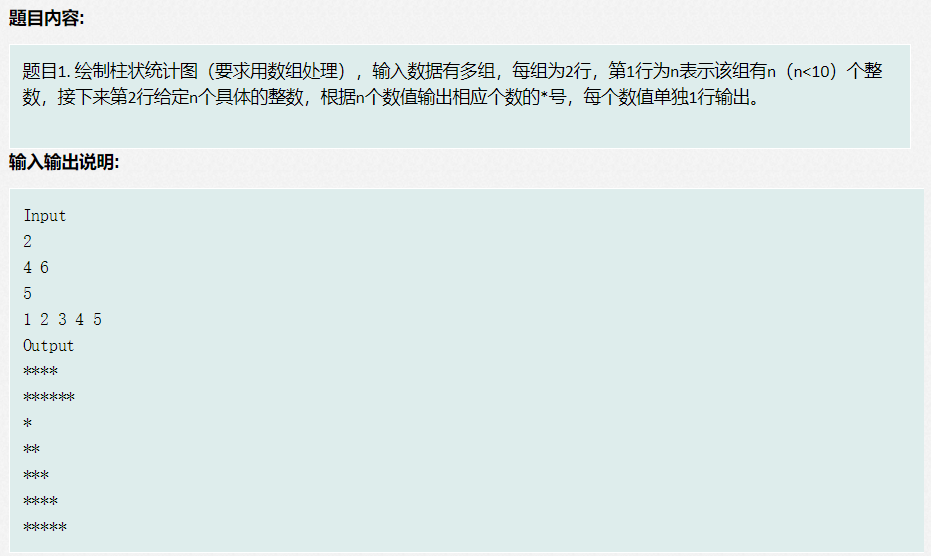 题目内容:
题目1. 绘制柱状统计图（要求用数组处理），输入数据有多组，每组为2行，第1行为n表示该组有n（n<10）个整
数，接下来第2行给定n个具体的整数，根据n个数值输出相应个数的*号，每个数值单独1行输出。
输入输出说明:
Input
2
4 6
5
1 2 3 4 5
Output
****
******
*
**
***
****
*****